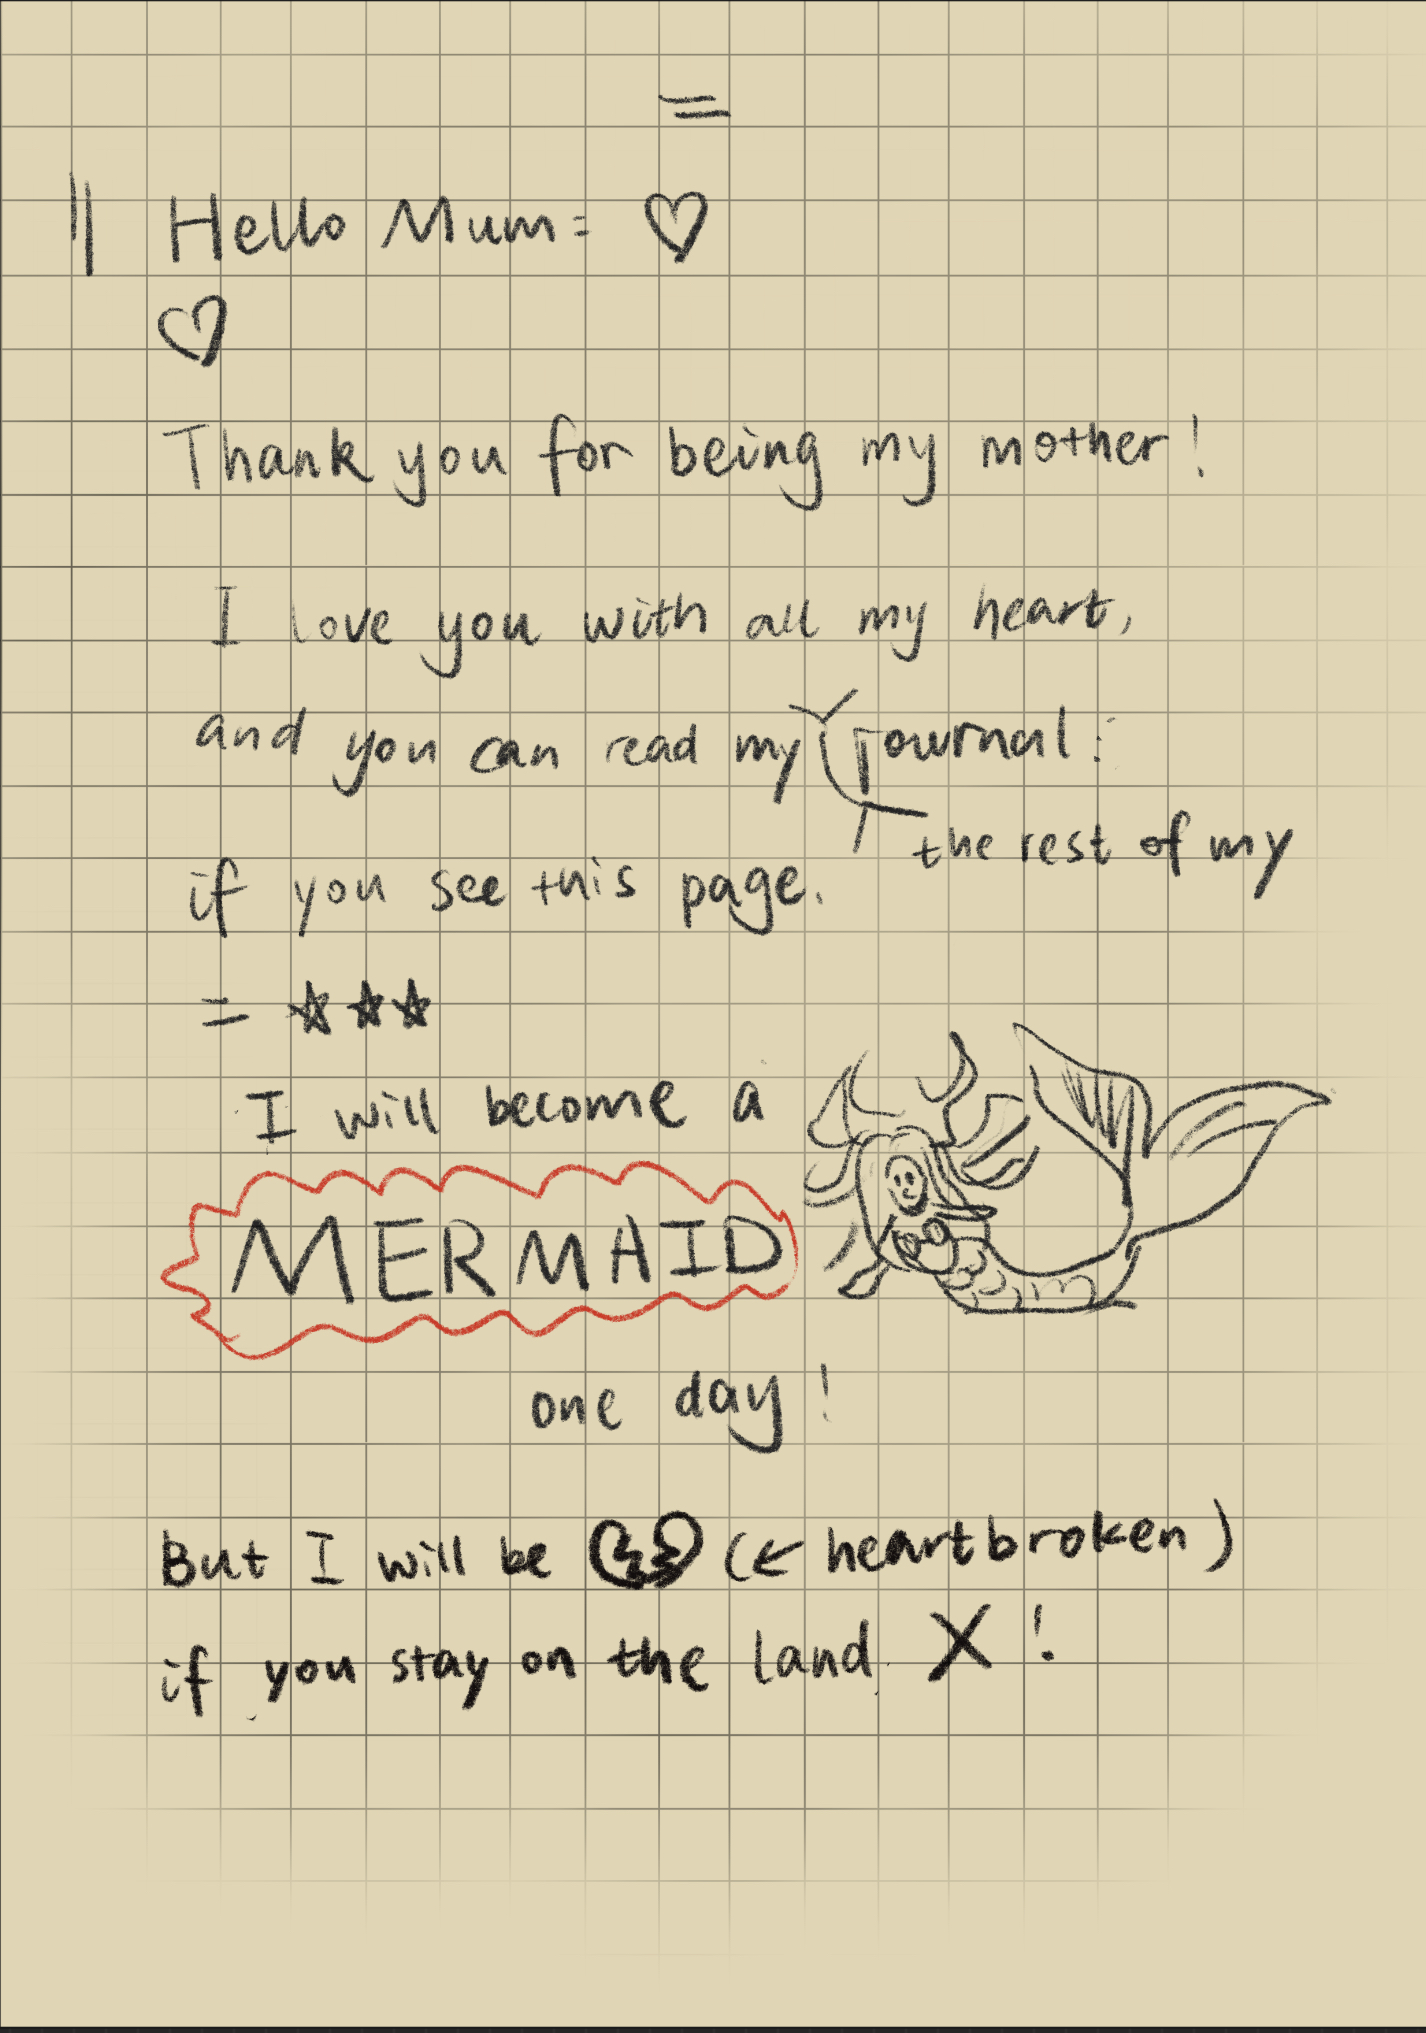 Hello Mum: ♡
♡
Thank you for being my mother!
I love you with all my heart,
and you can read my journal:
the rest of my
if you see this page.
= ☆☆☆
I will become a
MERMAID
one day!
But I will be 💔 (← heartbroken)
if you stay on the land X!